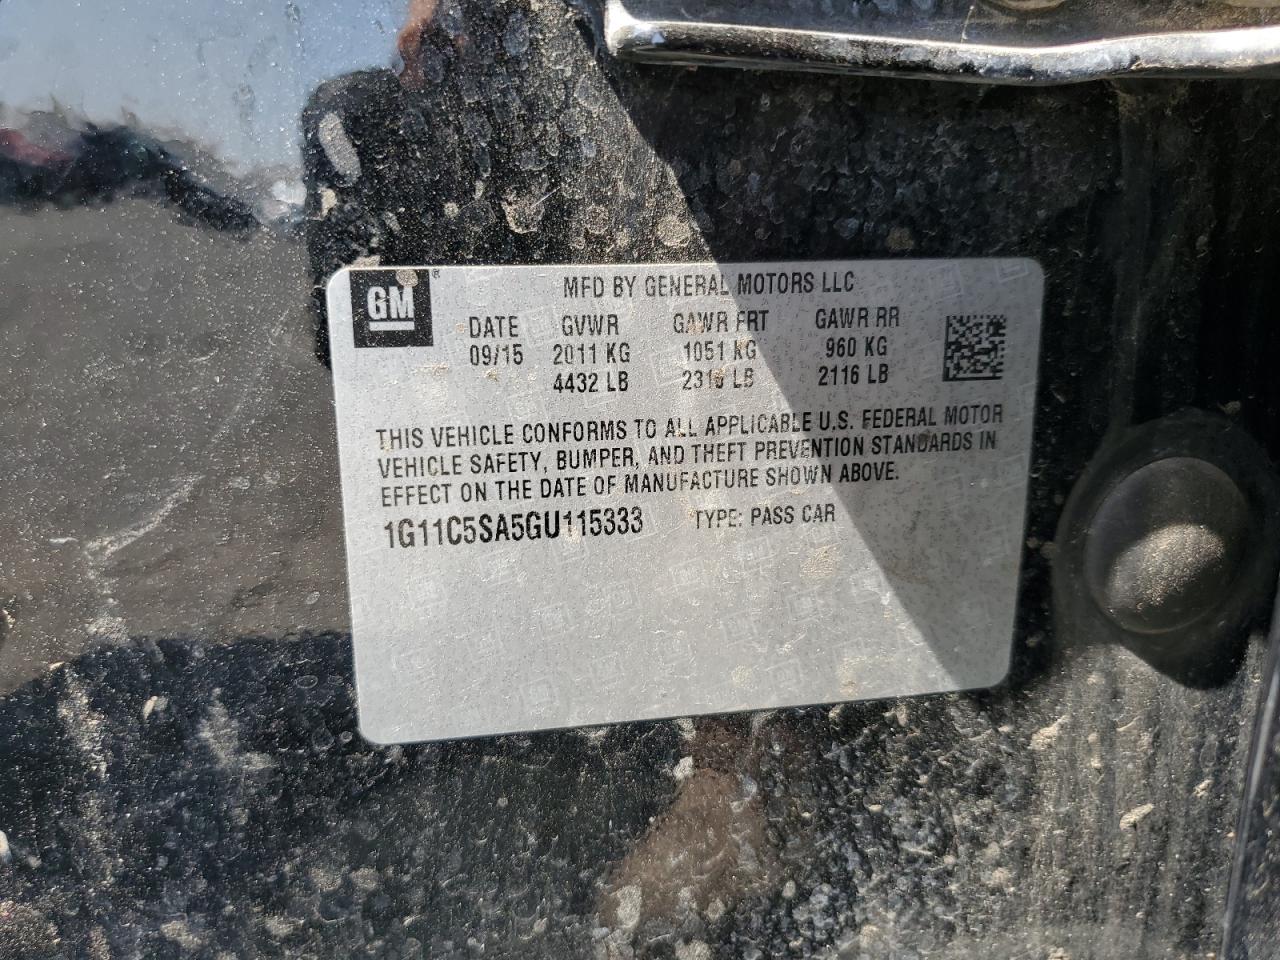 GM®
MFD BY GENERAL MOTORS LLC
DATE GVWR GAWR FRT GAWR RR
09/15 2011 KG 1051 KG 960 KG
4432 LB 2316 LB 2116 LB
THIS VEHICLE CONFORMS TO ALL APPLICABLE U.S. FEDERAL MOTOR
VEHICLE SAFETY, BUMPER, AND THEFT PREVENTION STANDARDS IN
EFFECT ON THE DATE OF MANUFACTURE SHOWN ABOVE.
1G11C5SA5GU115333 TYPE: PASS CAR